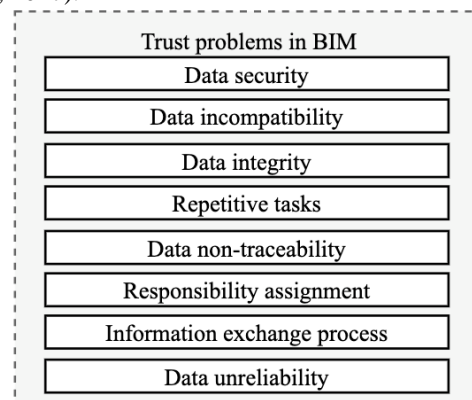 Trust problems in BIM
Data security
Data incompatibility
Data integrity
Repetitive tasks
Data non-traceability
Responsibility assignment
Information exchange process
Data unreliability